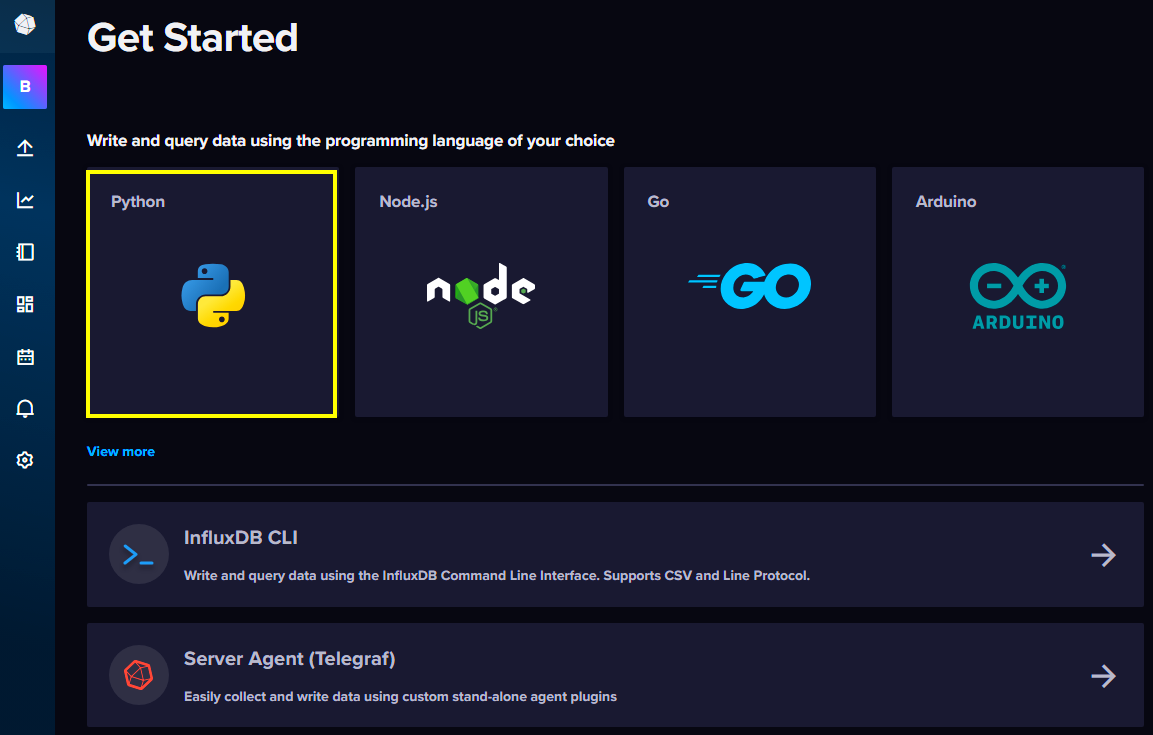 Get Started
B
Write and query data using the programming language of your choice
Python
Node.js
Go
Arduino
node
JS
GO
ARDUINO
View more
InfluxDB CLI
Write and query data using the InfluxDB Command Line Interface. Supports CSV and Line Protocol.
Server Agent (Telegraf)
Easily collect and write data using custom stand-alone agent plugins